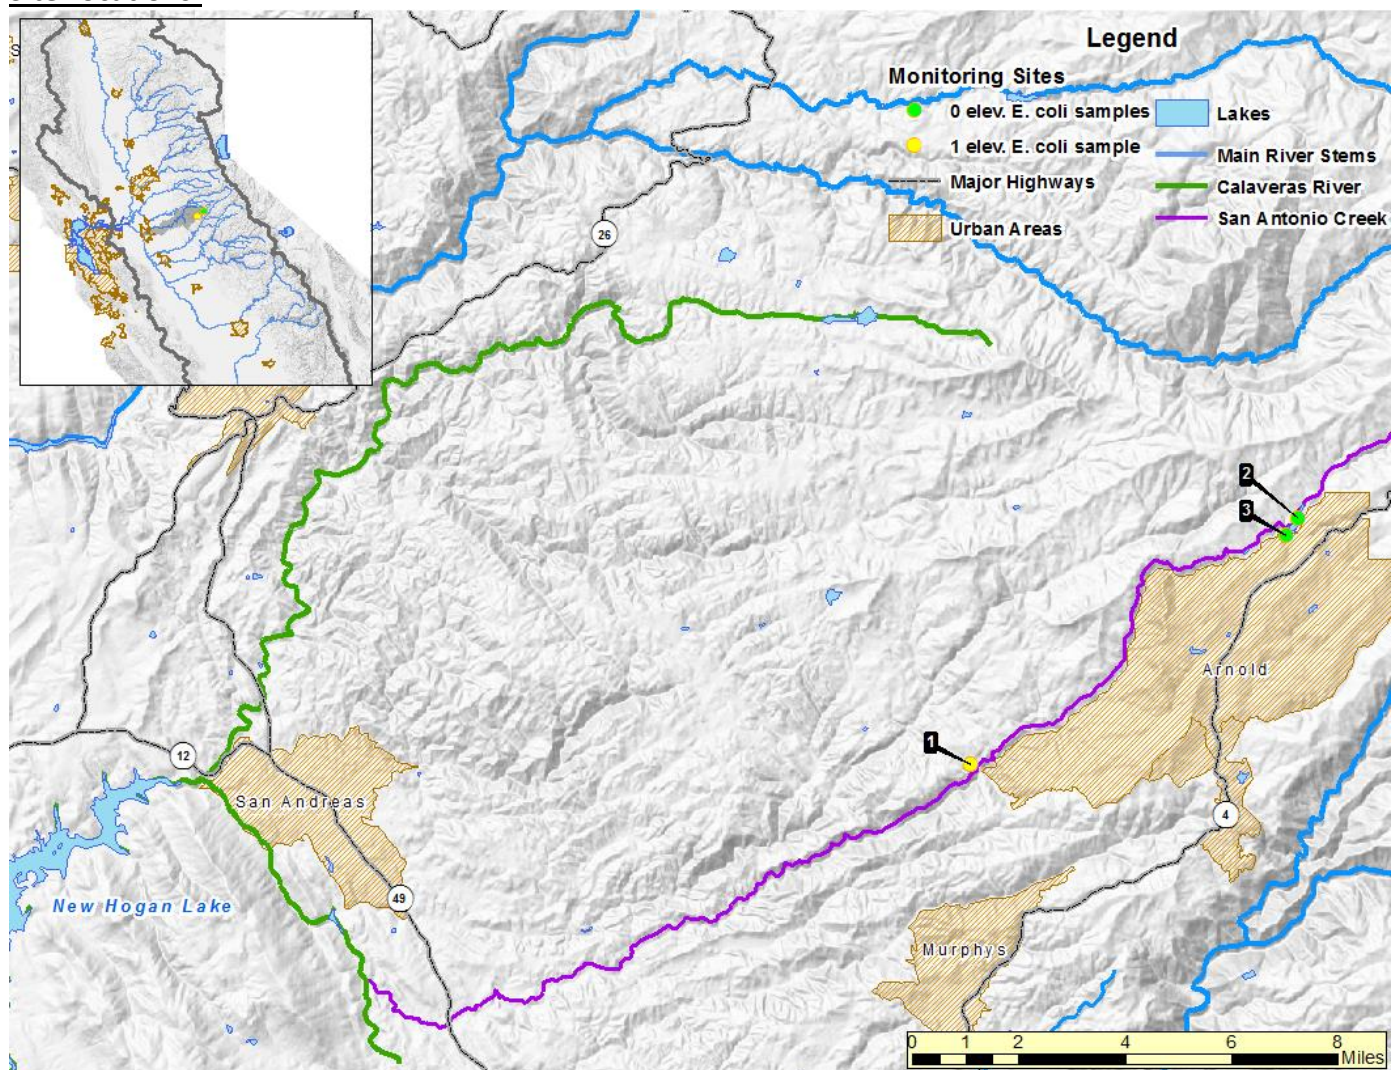 Legend
Monitoring Sites
0 elev. E. coli samples
1 elev. E. coli sample
Major Highways
Urban Areas
Lakes
Main River Stems
Calaveras River
San Antonio Creek
26
2
3
Arnold
1
12
San Andreas
4
49
New Hogan Lake
Murphys
0 1 2 4 6 8
Miles